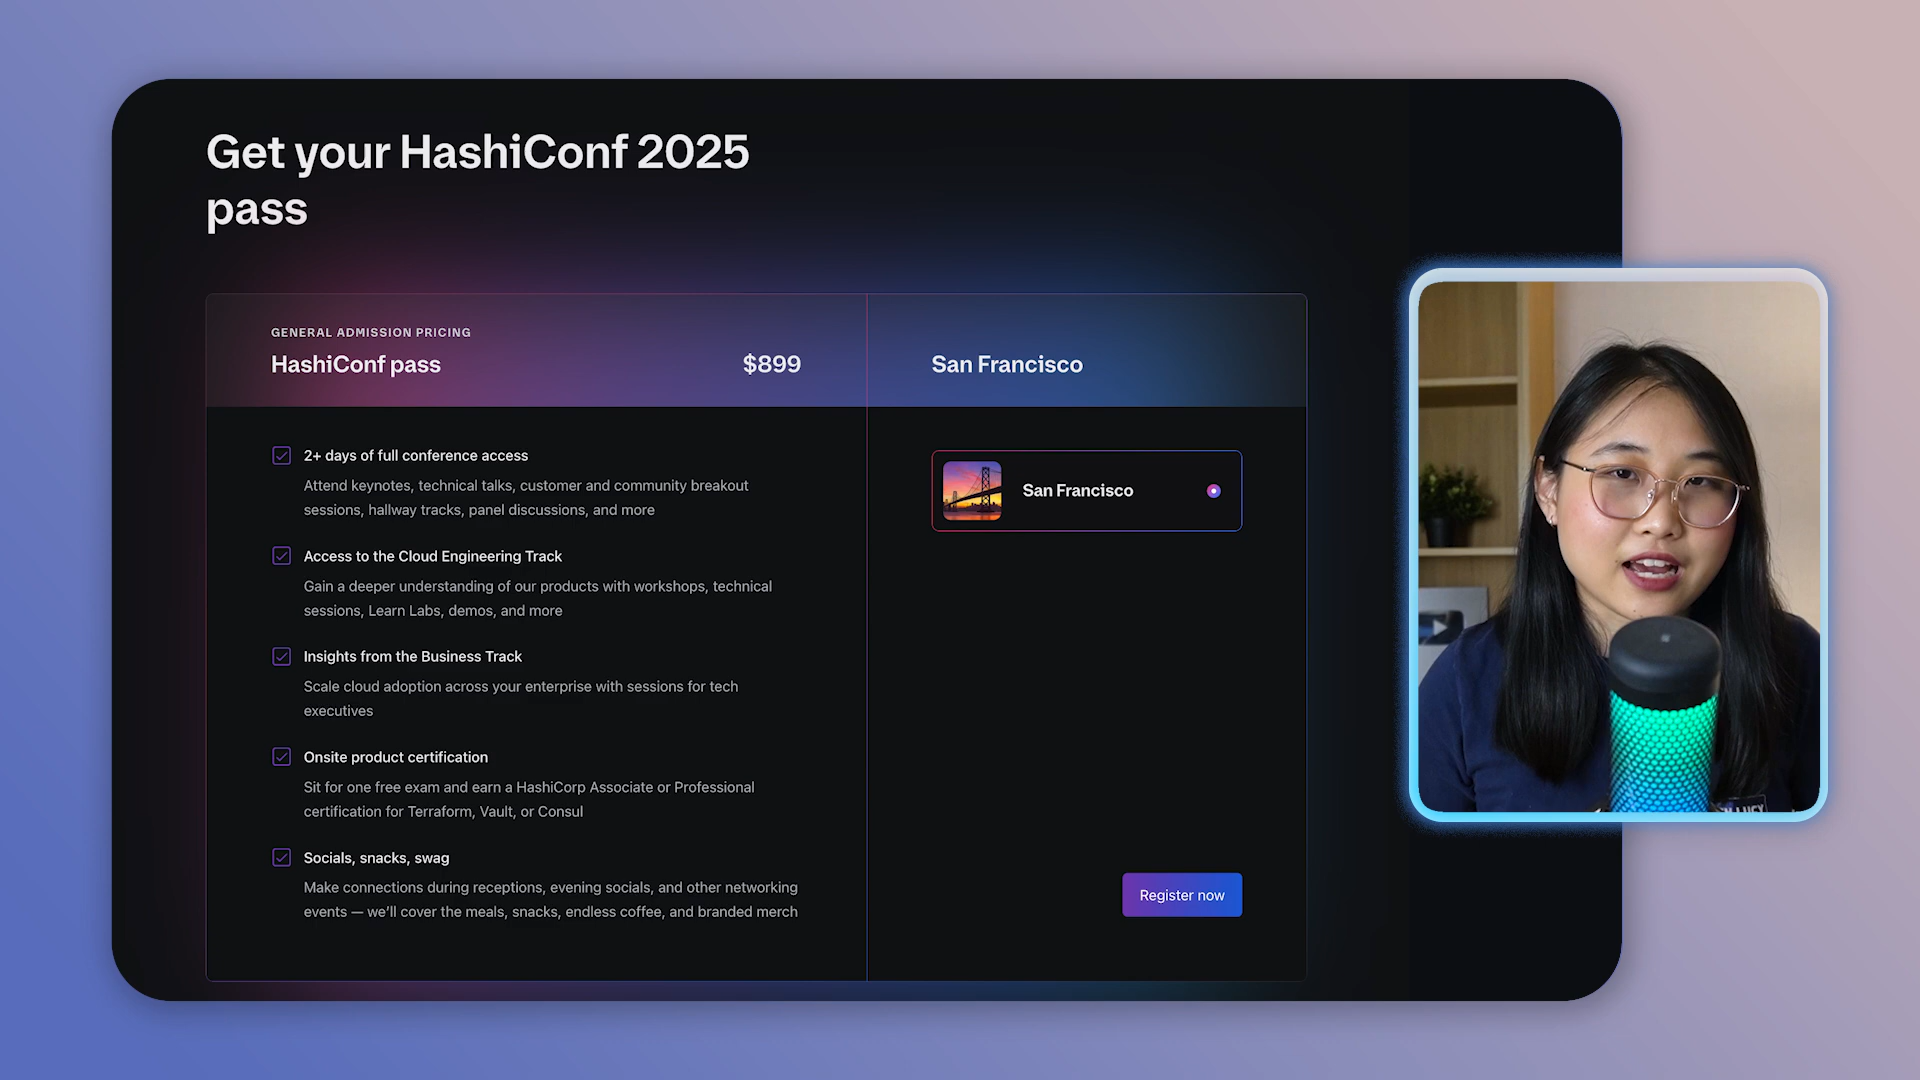 Get your HashiConf 2025
pass
GENERAL ADMISSION PRICING
HashiConf pass
$899
San Francisco
2+ days of full conference access
Attend keynotes, technical talks, customer and community breakout
sessions, hallway tracks, panel discussions, and more
Access to the Cloud Engineering Track
Gain a deeper understanding of our products with workshops, technical
sessions, Learn Labs, demos, and more
Insights from the Business Track
Scale cloud adoption across your enterprise with sessions for tech
executives
Onsite product certification
Sit for one free exam and earn a HashiCorp Associate or Professional
certification for Terraform, Vault, or Consul
Socials, snacks, swag
Make connections during receptions, evening socials, and other networking
events — we’ll cover the meals, snacks, endless coffee, and branded merch
San Francisco
Register now